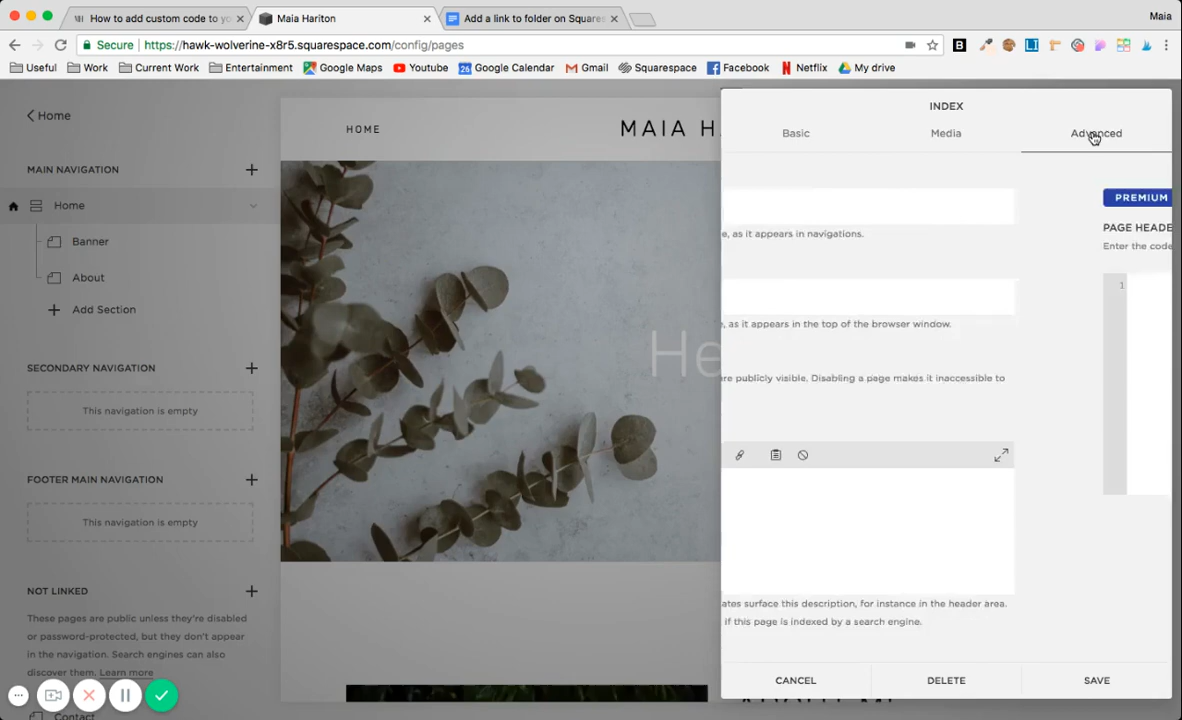 How to add custom code to yo
Maia Hariton
Add a link to folder on Squares
Maia
Secure
https://hawk-wolverine-x8r5.squarespace.com/config/pages
Useful
Work
Current Work
Entertainment
Google Maps
Youtube
26
Google Calendar
Gmail
Squarespace
Facebook
Netflix
My drive
Home
MAIN NAVIGATION
Home
Banner
About
Add Section
SECONDARY NAVIGATION
This navigation is empty
FOOTER MAIN NAVIGATION
This navigation is empty
NOT LINKED
These pages are public unless they're disabled
or password-protected, but they don't appear
in the navigation. Search engines can also
discover them. Learn more
Contact
HOME
MAIA H
He
INDEX
Basic
Media
Advanced
, as it appears in navigations.
, as it appears in the top of the browser window.
re publicly visible. Disabling a page makes it inaccessible to
ates surface this description, for instance in the header area.
if this page is indexed by a search engine.
PREMIUM
PAGE HEADE
Enter the code
1
CANCEL
DELETE
SAVE